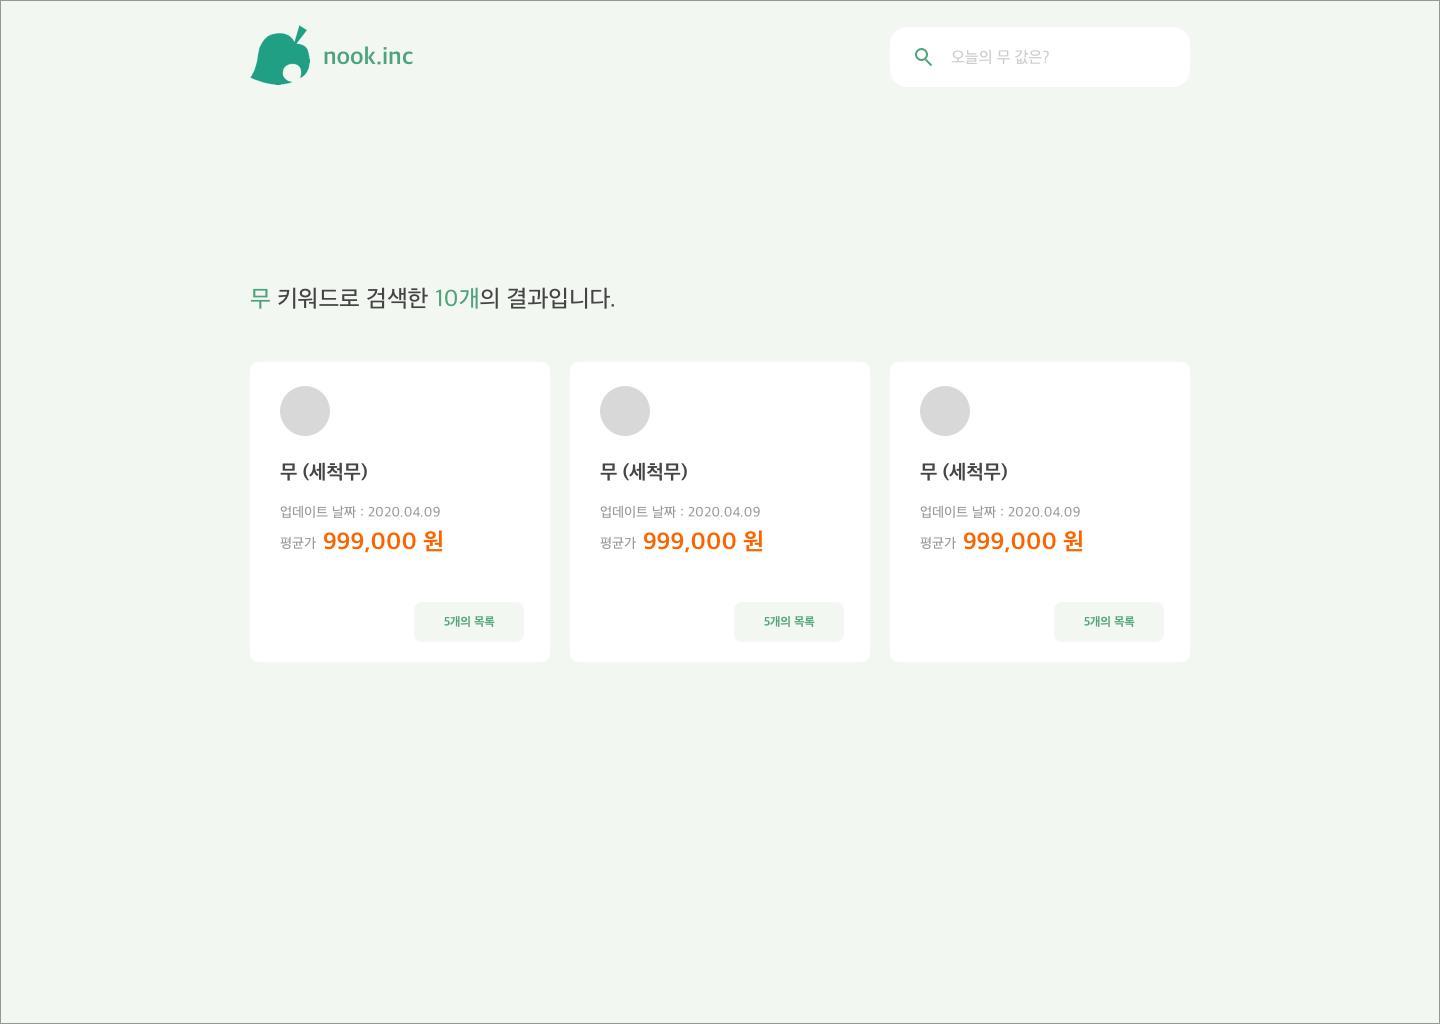 nook.inc
오늘의 무 값은?
무 키워드로 검색한 10개의 결과입니다.
무 (세척무)
업데이트 날짜 : 2020.04.09
평균가 999,000 원
5개의 목록
무 (세척무)
업데이트 날짜 : 2020.04.09
평균가 999,000 원
5개의 목록
무 (세척무)
업데이트 날짜 : 2020.04.09
평균가 999,000 원
5개의 목록